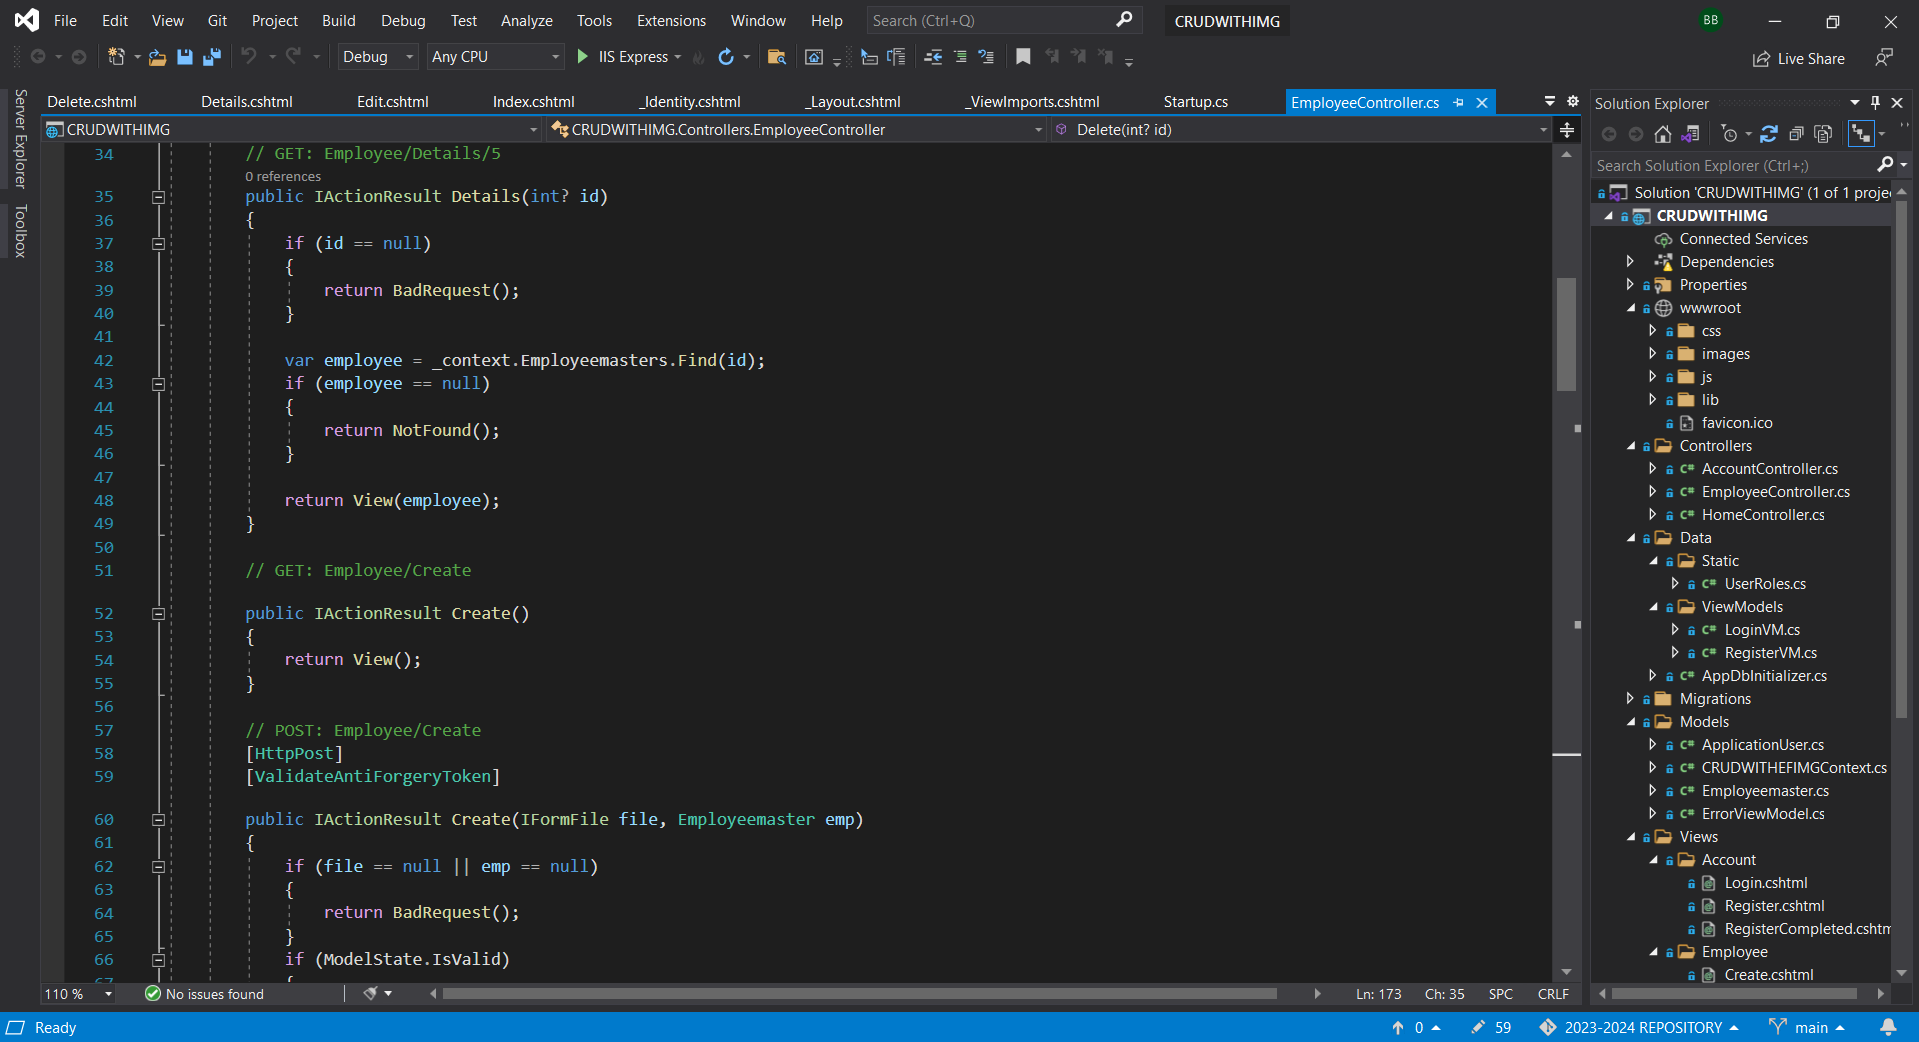 File Edit View Git Project Build Debug Test Analyze Tools Extensions Window Help Search (Ctrl+Q) CRUDWITHIMG BB
Debug Any CPU IIS Express Live Share
Server Explorer
Toolbox
Delete.cshtml Details.cshtml Edit.cshtml Index.cshtml _Identity.cshtml _Layout.cshtml _ViewImports.cshtml Startup.cs EmployeeController.cs
CRUDWITHIMG CRUDWITHIMG.Controllers.EmployeeController Delete(int? id)
34 // GET: Employee/Details/5
0 references
35 public IActionResult Details(int? id)
36 {
37 if (id == null)
38 {
39 return BadRequest();
40 }
41
42 var employee = _context.Employeemasters.Find(id);
43 if (employee == null)
44 {
45 return NotFound();
46 }
47
48 return View(employee);
49 }
50
51 // GET: Employee/Create
52 public IActionResult Create()
53 {
54 return View();
55 }
56
57 // POST: Employee/Create
58 [HttpPost]
59 [ValidateAntiForgeryToken]
60 public IActionResult Create(IFormFile file, Employeemaster emp)
61 {
62 if (file == null || emp == null)
63 {
64 return BadRequest();
65 }
66 if (ModelState.IsValid)
67 {
110 % No issues found Ln: 173 Ch: 35 SPC CRLF
Solution Explorer
Search Solution Explorer (Ctrl+;)
Solution 'CRUDWITHIMG' (1 of 1 proje
CRUDWITHIMG
Connected Services
Dependencies
Properties
wwwroot
css
images
js
lib
favicon.ico
Controllers
C# AccountController.cs
C# EmployeeController.cs
C# HomeController.cs
Data
Static
C# UserRoles.cs
ViewModels
C# LoginVM.cs
C# RegisterVM.cs
C# AppDbInitializer.cs
Migrations
Models
C# ApplicationUser.cs
C# CRUDWITHEFIMGContext.cs
C# Employeemaster.cs
C# ErrorViewModel.cs
Views
Account
Login.cshtml
Register.cshtml
RegisterCompleted.cshtm
Employee
Create.cshtml
Ready 0 59 2023-2024 REPOSITORY main